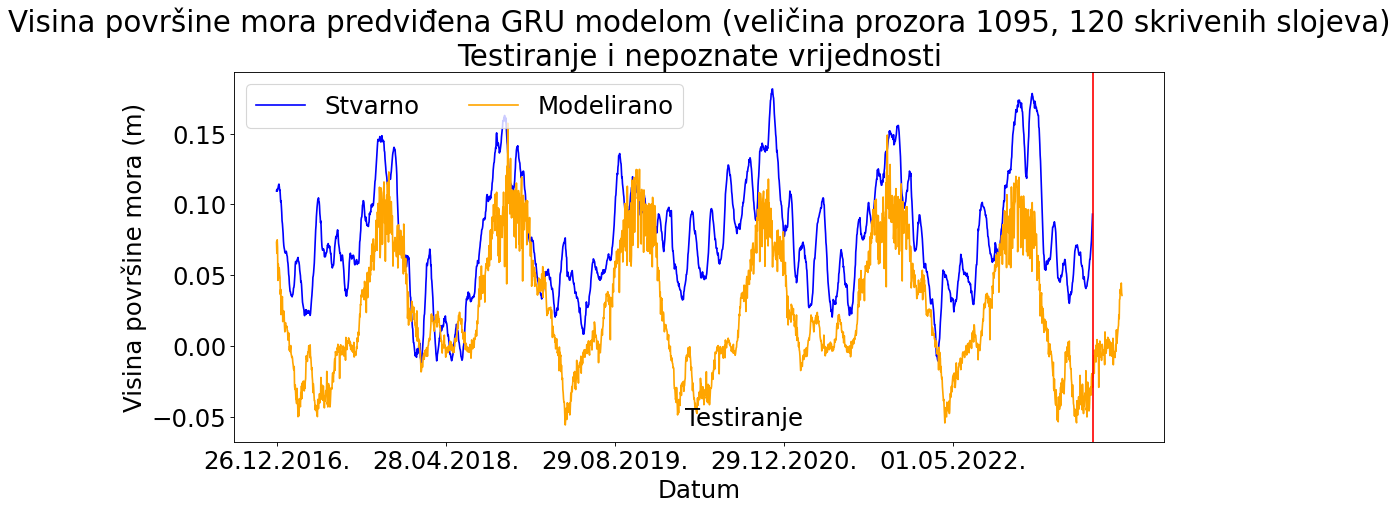 Visina površine mora predviđena GRU modelom (veličina prozora 1095, 120 skrivenih slojeva)
Testiranje i nepoznate vrijednosti
Stvarno Modelirano
Visina površine mora (m)
0.15
0.10
0.05
0.00
−0.05
Testiranje
26.12.2016. 28.04.2018. 29.08.2019. 29.12.2020. 01.05.2022.
Datum